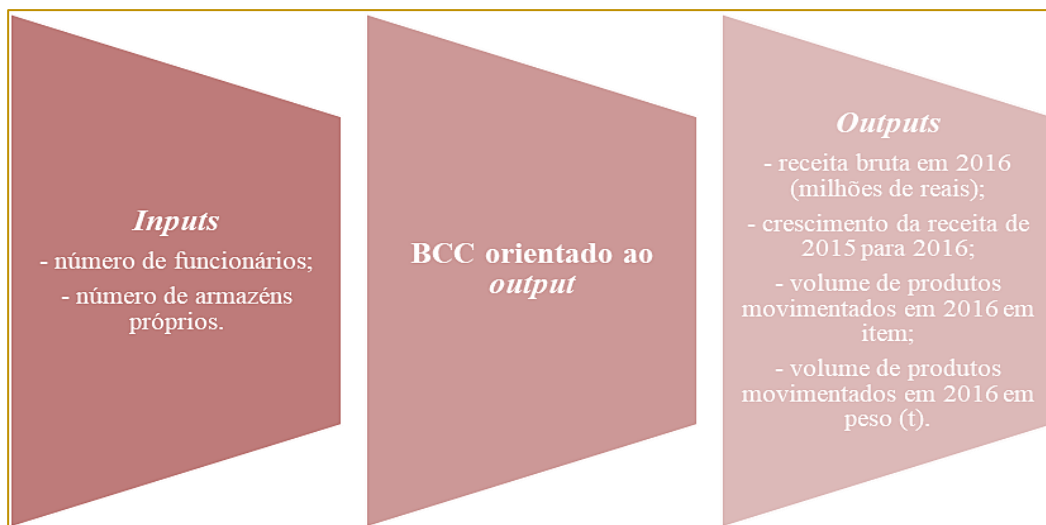 Inputs
- número de funcionários;
- número de armazéns
próprios.
BCC orientado ao
output
Outputs
- receita bruta em 2016
(milhões de reais);
- crescimento da receita de
2015 para 2016;
- volume de produtos
movimentados em 2016 em
item;
- volume de produtos
movimentados em 2016 em
peso (t).